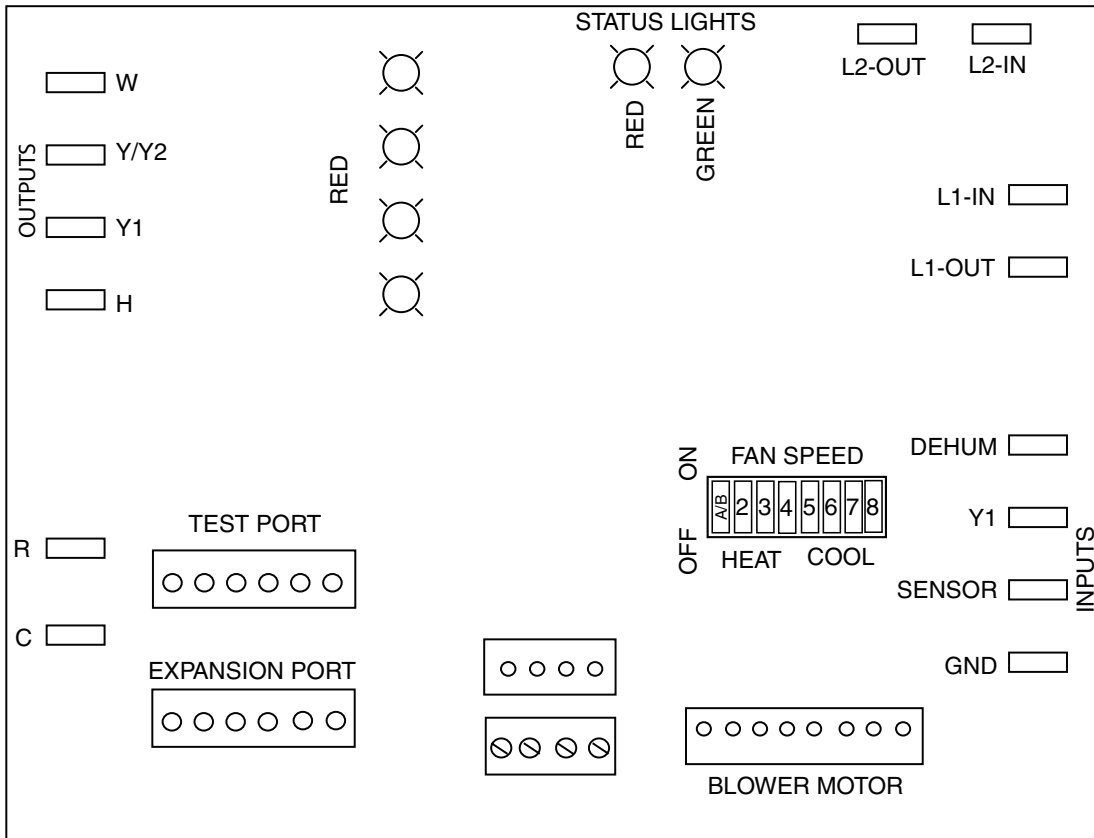 STATUS LIGHTS
RED
GREEN
L2-OUT
L2-IN
OUTPUTS
W
Y/Y2
Y1
H
RED
L1-IN
L1-OUT
DEHUM
Y1
SENSOR
GND
INPUTS
ON
OFF
FAN SPEED
A/B 2 3 4 5 6 7 8
HEAT COOL
R
C
TEST PORT
EXPANSION PORT
BLOWER MOTOR